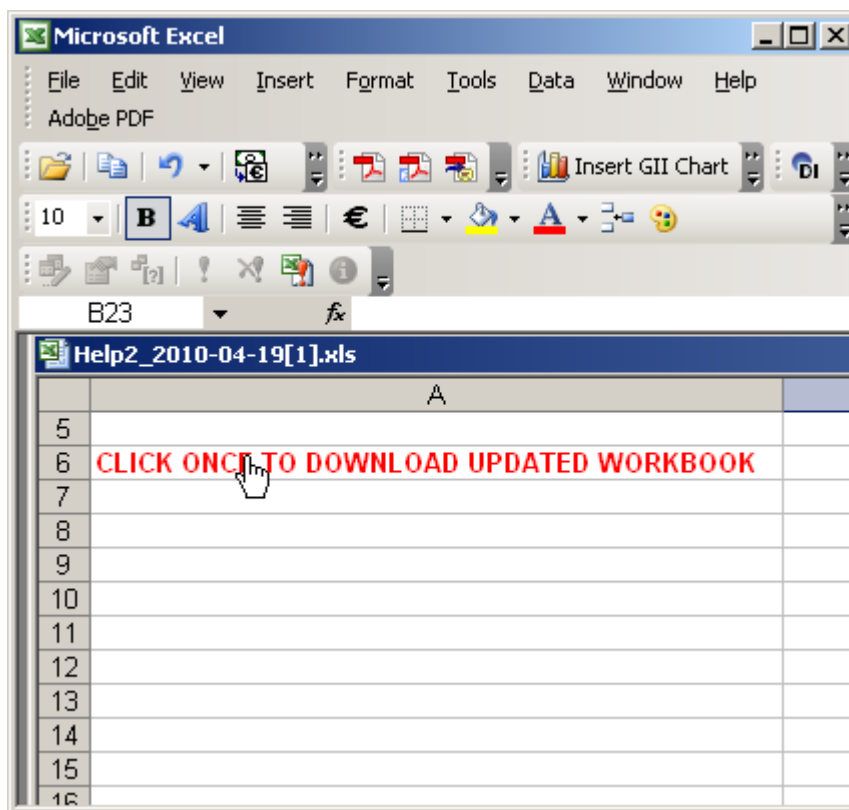 Microsoft Excel
File Edit View Insert Format Tools Data Window Help
Adobe PDF
Insert GII Chart DI
10 B A € A
B23 fx
Help2_2010-04-19[1].xls
A
5
6 CLICK ONCE TO DOWNLOAD UPDATED WORKBOOK
7
8
9
10
11
12
13
14
15
16